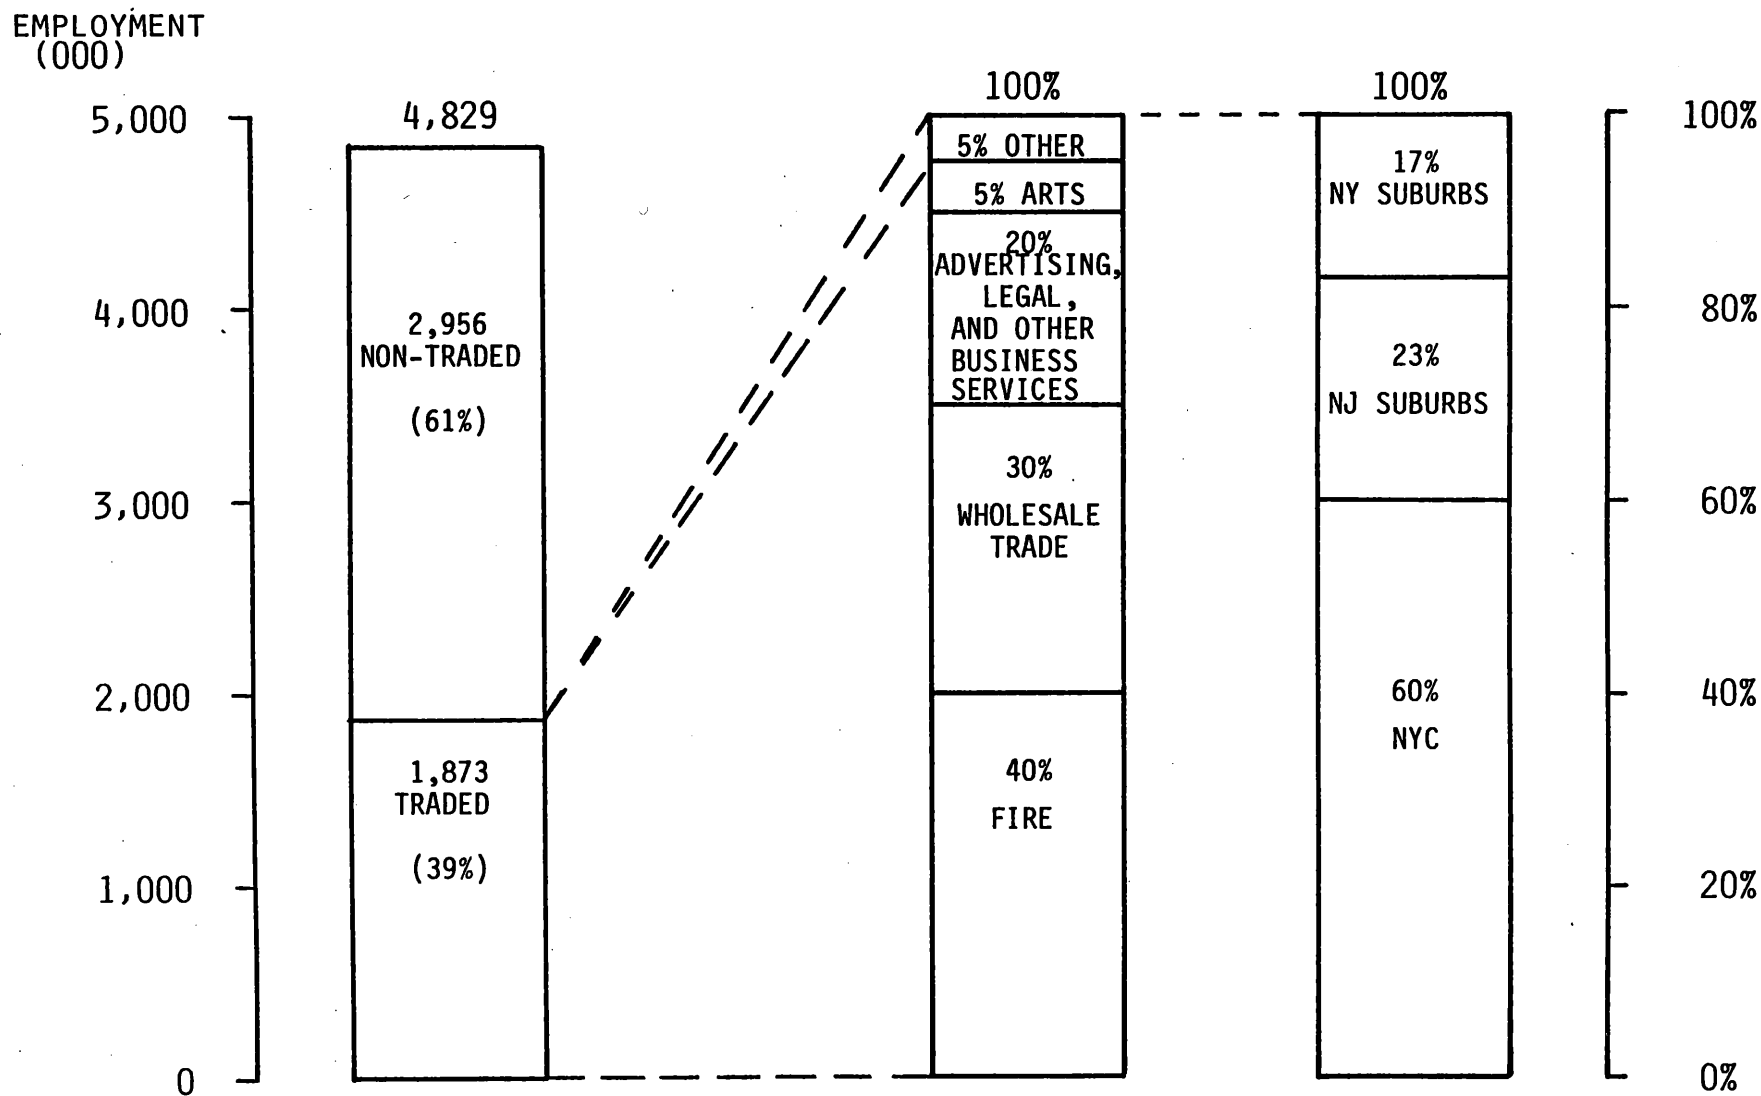 EMPLOYMENT
(000)
5,000
4,000
3,000
2,000
1,000
0
4,829
2,956
NON-TRADED
(61%)
1,873
TRADED
(39%)
100%
5% OTHER
5% ARTS
20%
ADVERTISING,
LEGAL,
AND OTHER
BUSINESS
SERVICES
30%
WHOLESALE
TRADE
40%
FIRE
100%
17%
NY SUBURBS
23%
NJ SUBURBS
60%
NYC
100%
80%
60%
40%
20%
0%